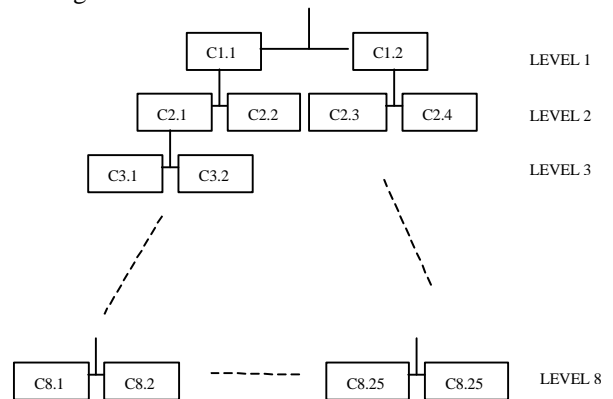 C1.1 C1.2 LEVEL 1
C2.1 C2.2 C2.3 C2.4 LEVEL 2
C3.1 C3.2 LEVEL 3
C8.1 C8.2 C8.25 C8.25 LEVEL 8